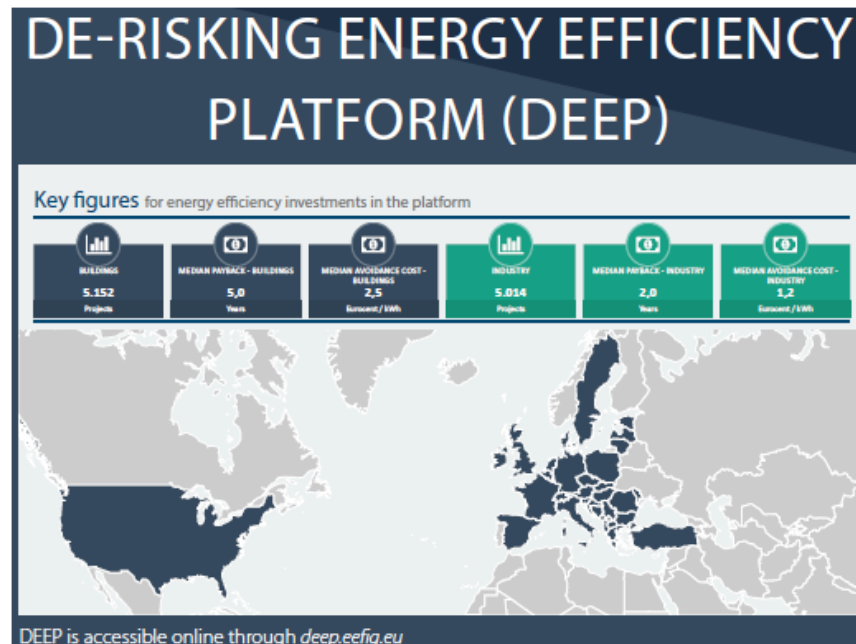 DE-RISKING ENERGY EFFICIENCY
PLATFORM (DEEP)
Key figures for energy efficiency investments in the platform
BUILDINGS
5.152
Projects
MEDIAN PAYBACK - BUILDINGS
5,0
Years
MEDIAN AVOIDANCE COST -
BUILDINGS
2,5
Eurocent / kWh
INDUSTRY
5.014
Projects
MEDIAN PAYBACK - INDUSTRY
2,0
Years
MEDIAN AVOIDANCE COST -
INDUSTRY
1,2
Eurocent / kWh
DEEP is accessible online through deep.eefig.eu